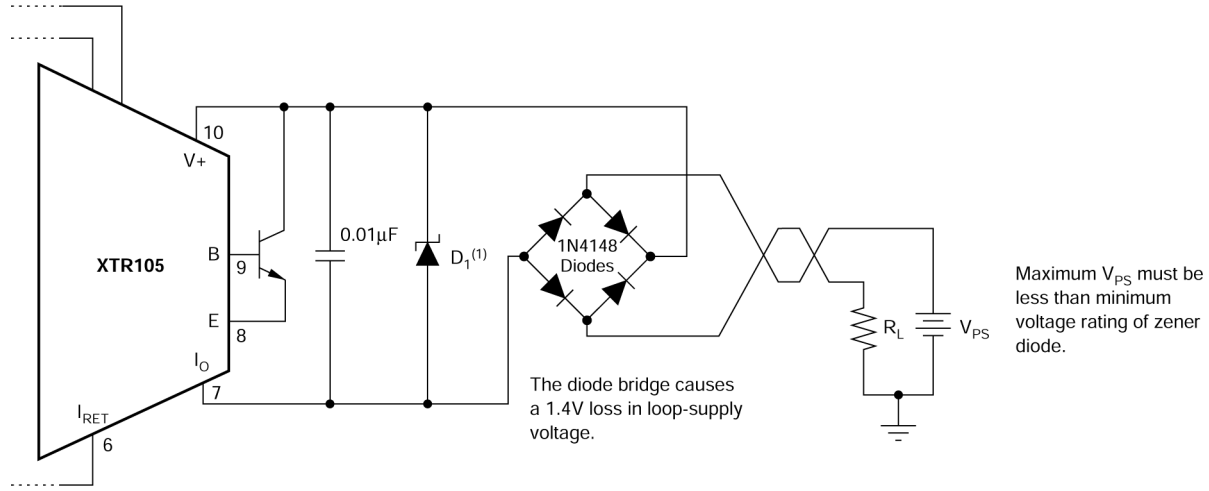 10
V+
XTR105
B
9
E
8
I_O
7
I_RET
6
0.01μF
D_1^(1)
1N4148
Diodes
The diode bridge causes
a 1.4V loss in loop-supply
voltage.
R_L
V_PS
Maximum V_PS must be
less than minimum
voltage rating of zener
diode.